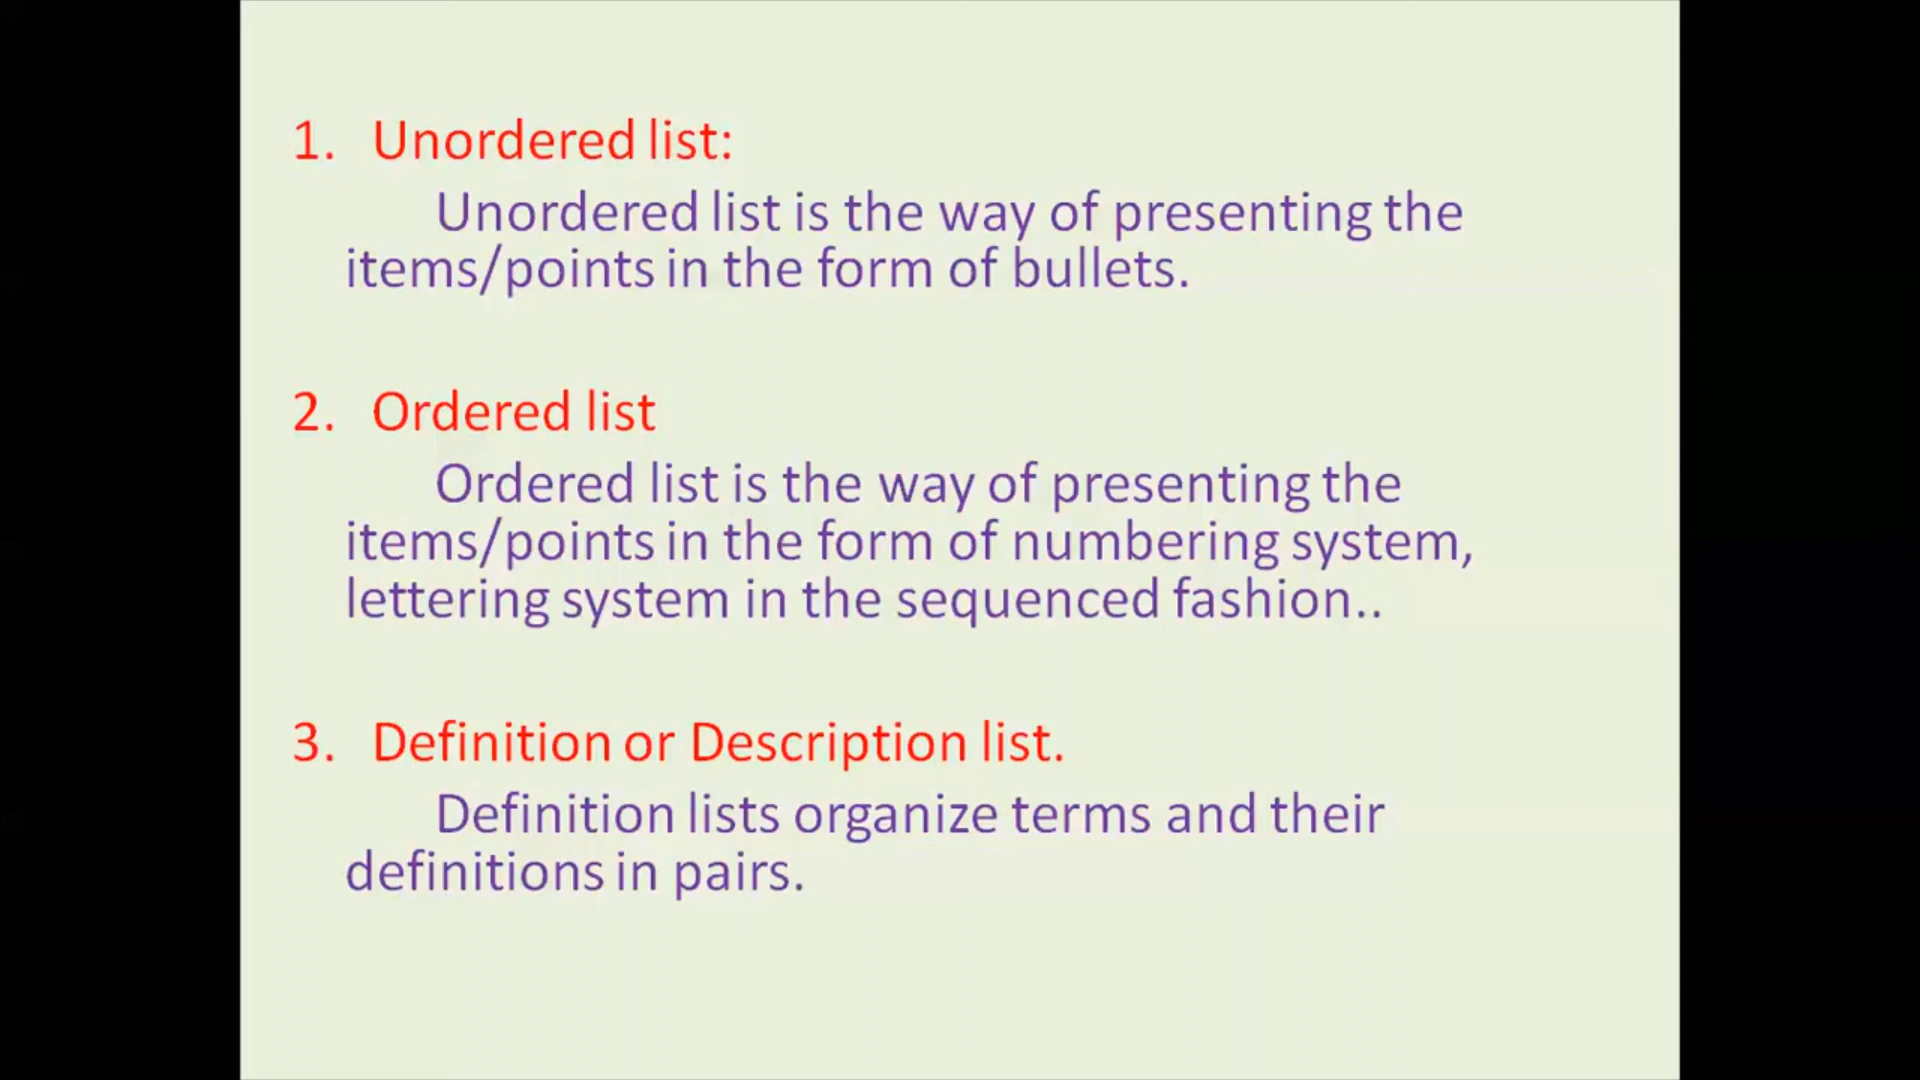 1. Unordered list:
Unordered list is the way of presenting the
items/points in the form of bullets.
2. Ordered list
Ordered list is the way of presenting the
items/points in the form of numbering system,
lettering system in the sequenced fashion..
3. Definition or Description list.
Definition lists organize terms and their
definitions in pairs.